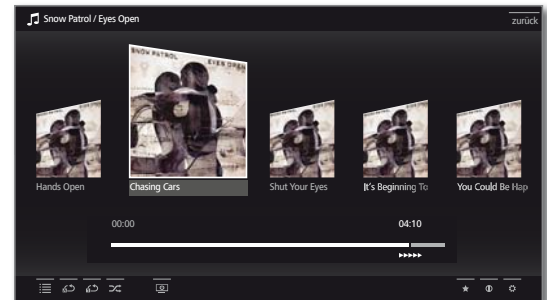 Snow Patrol / Eyes Open
zurück
SNOW PATROL EYES OPEN
Hands Open
Chasing Cars
Shut Your Eyes
It's Beginning To
You Could Be Hap
00:00
04:10